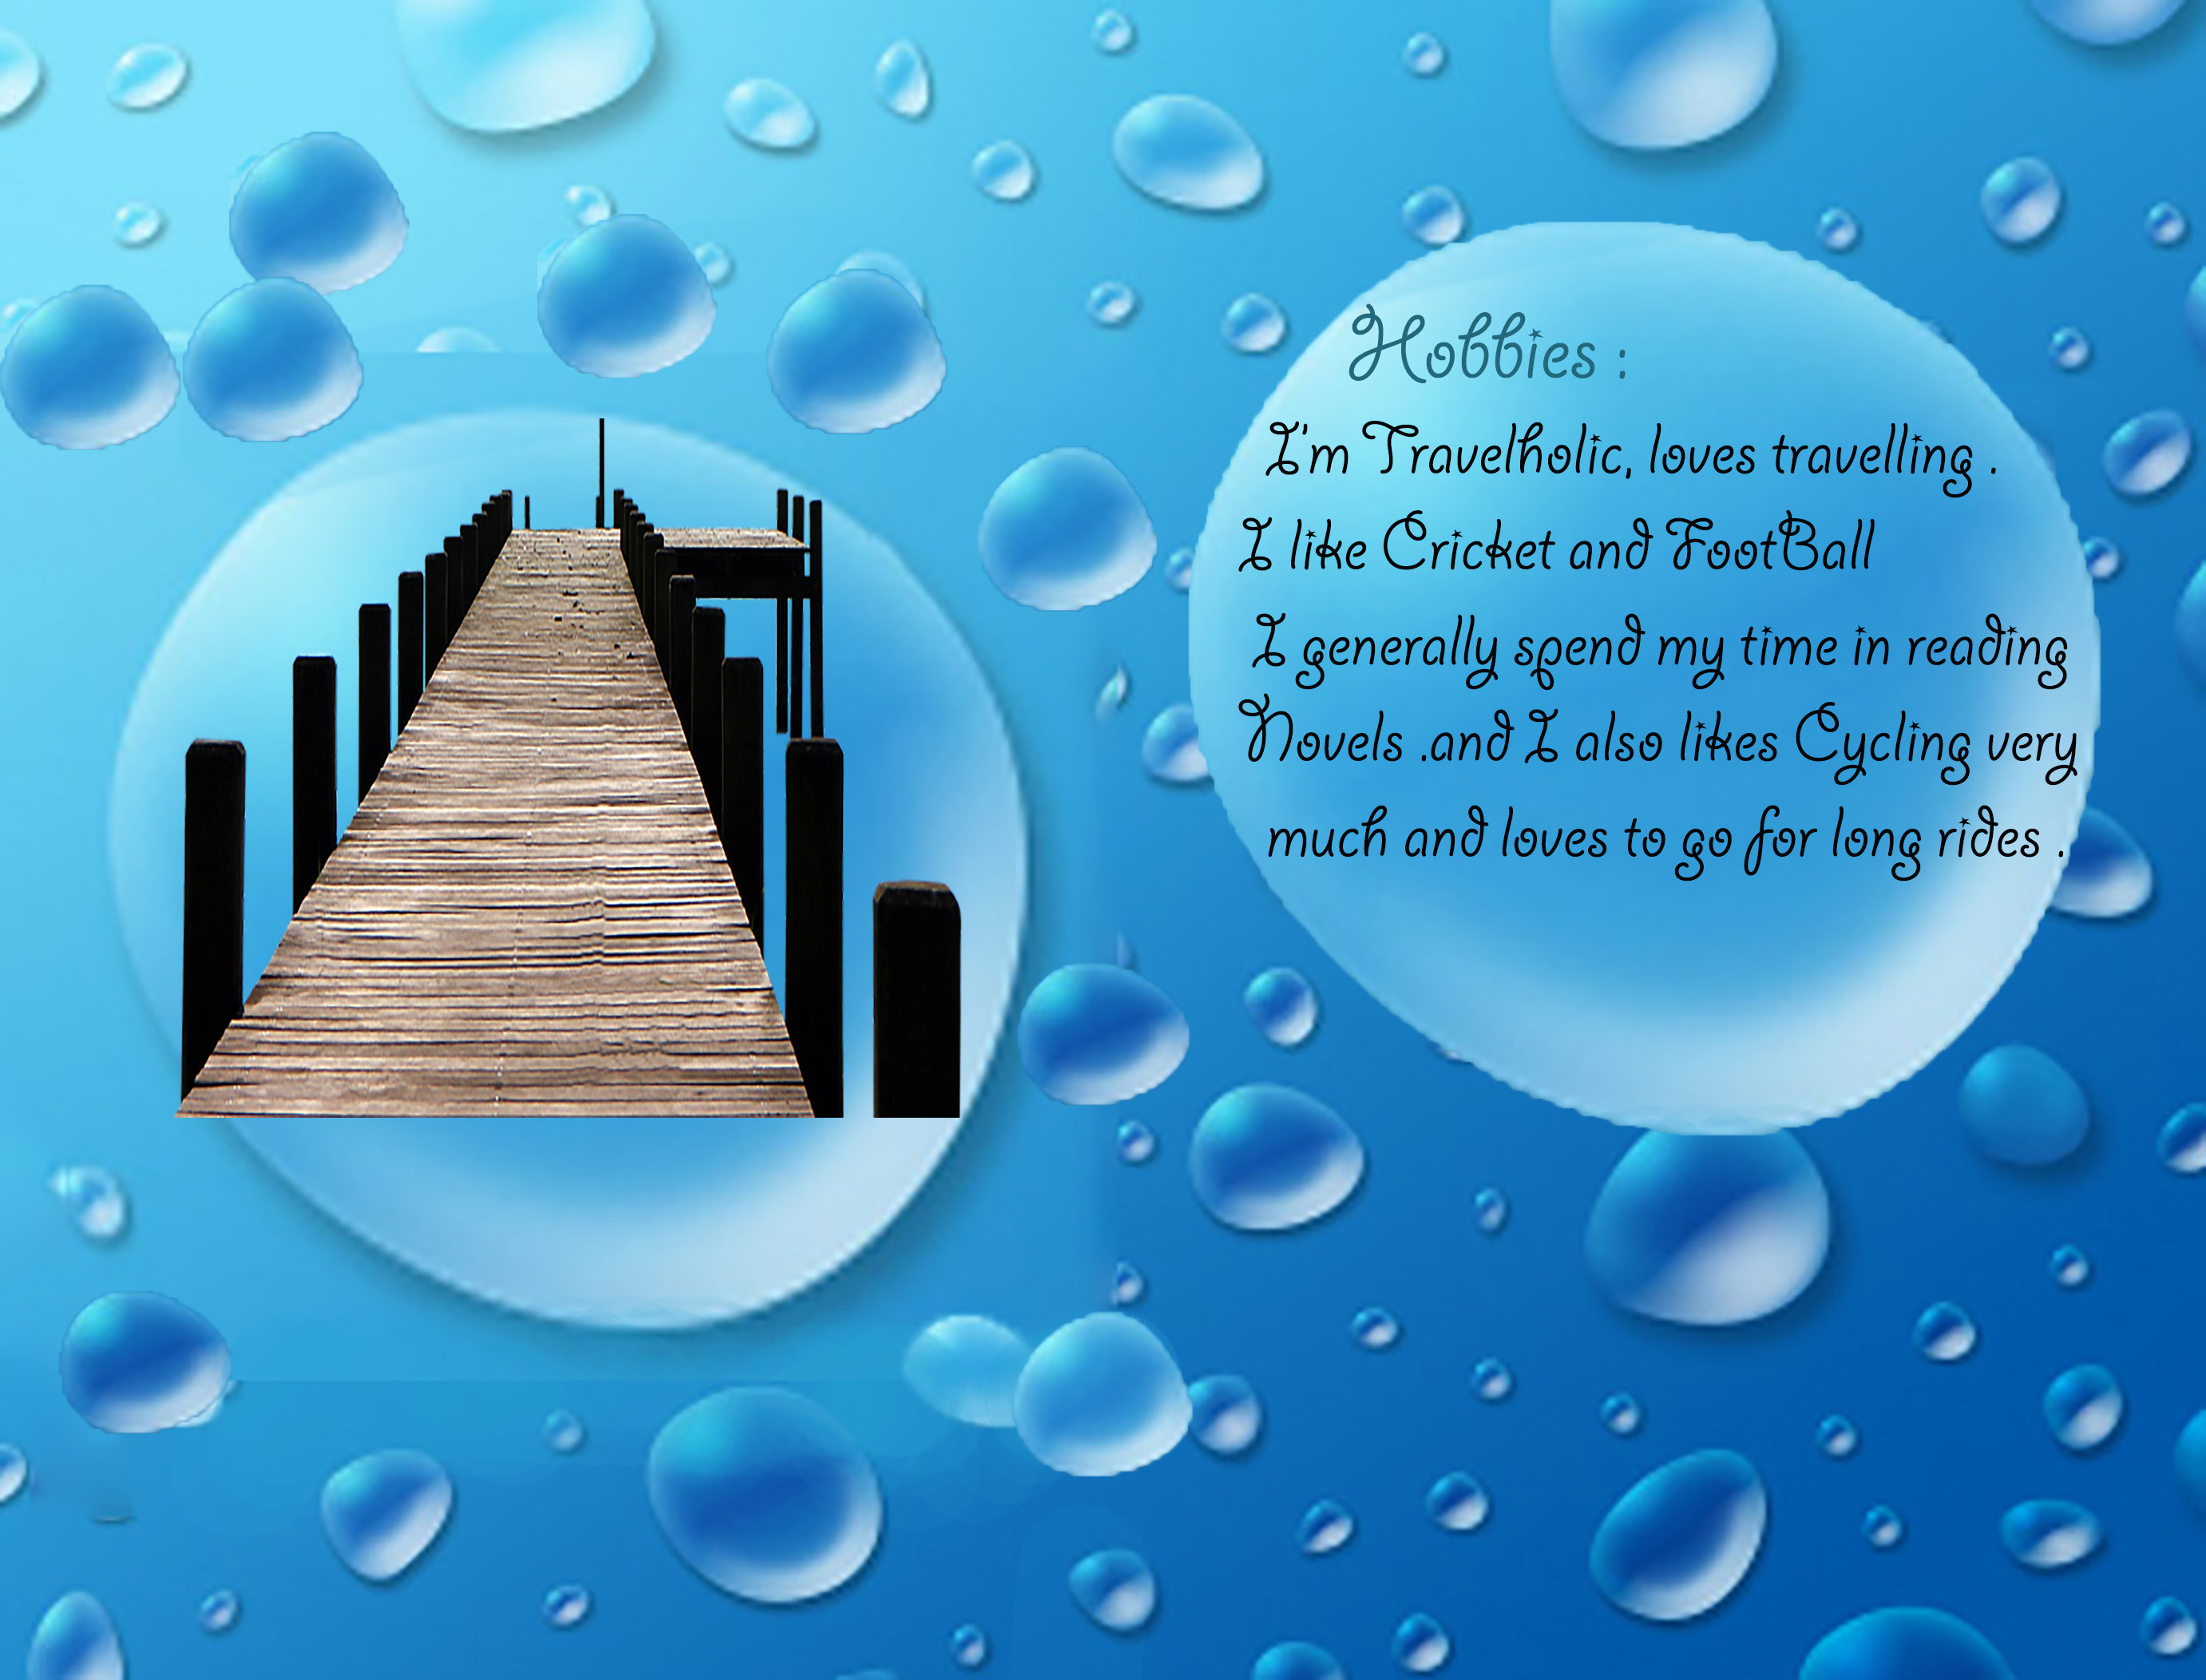 Hobbies :
I'm Travelholic, loves travelling .
I like Cricket and FootBall
I generally spend my time in reading
Novels .and I also likes Cycling very
much and loves to go for long rides .